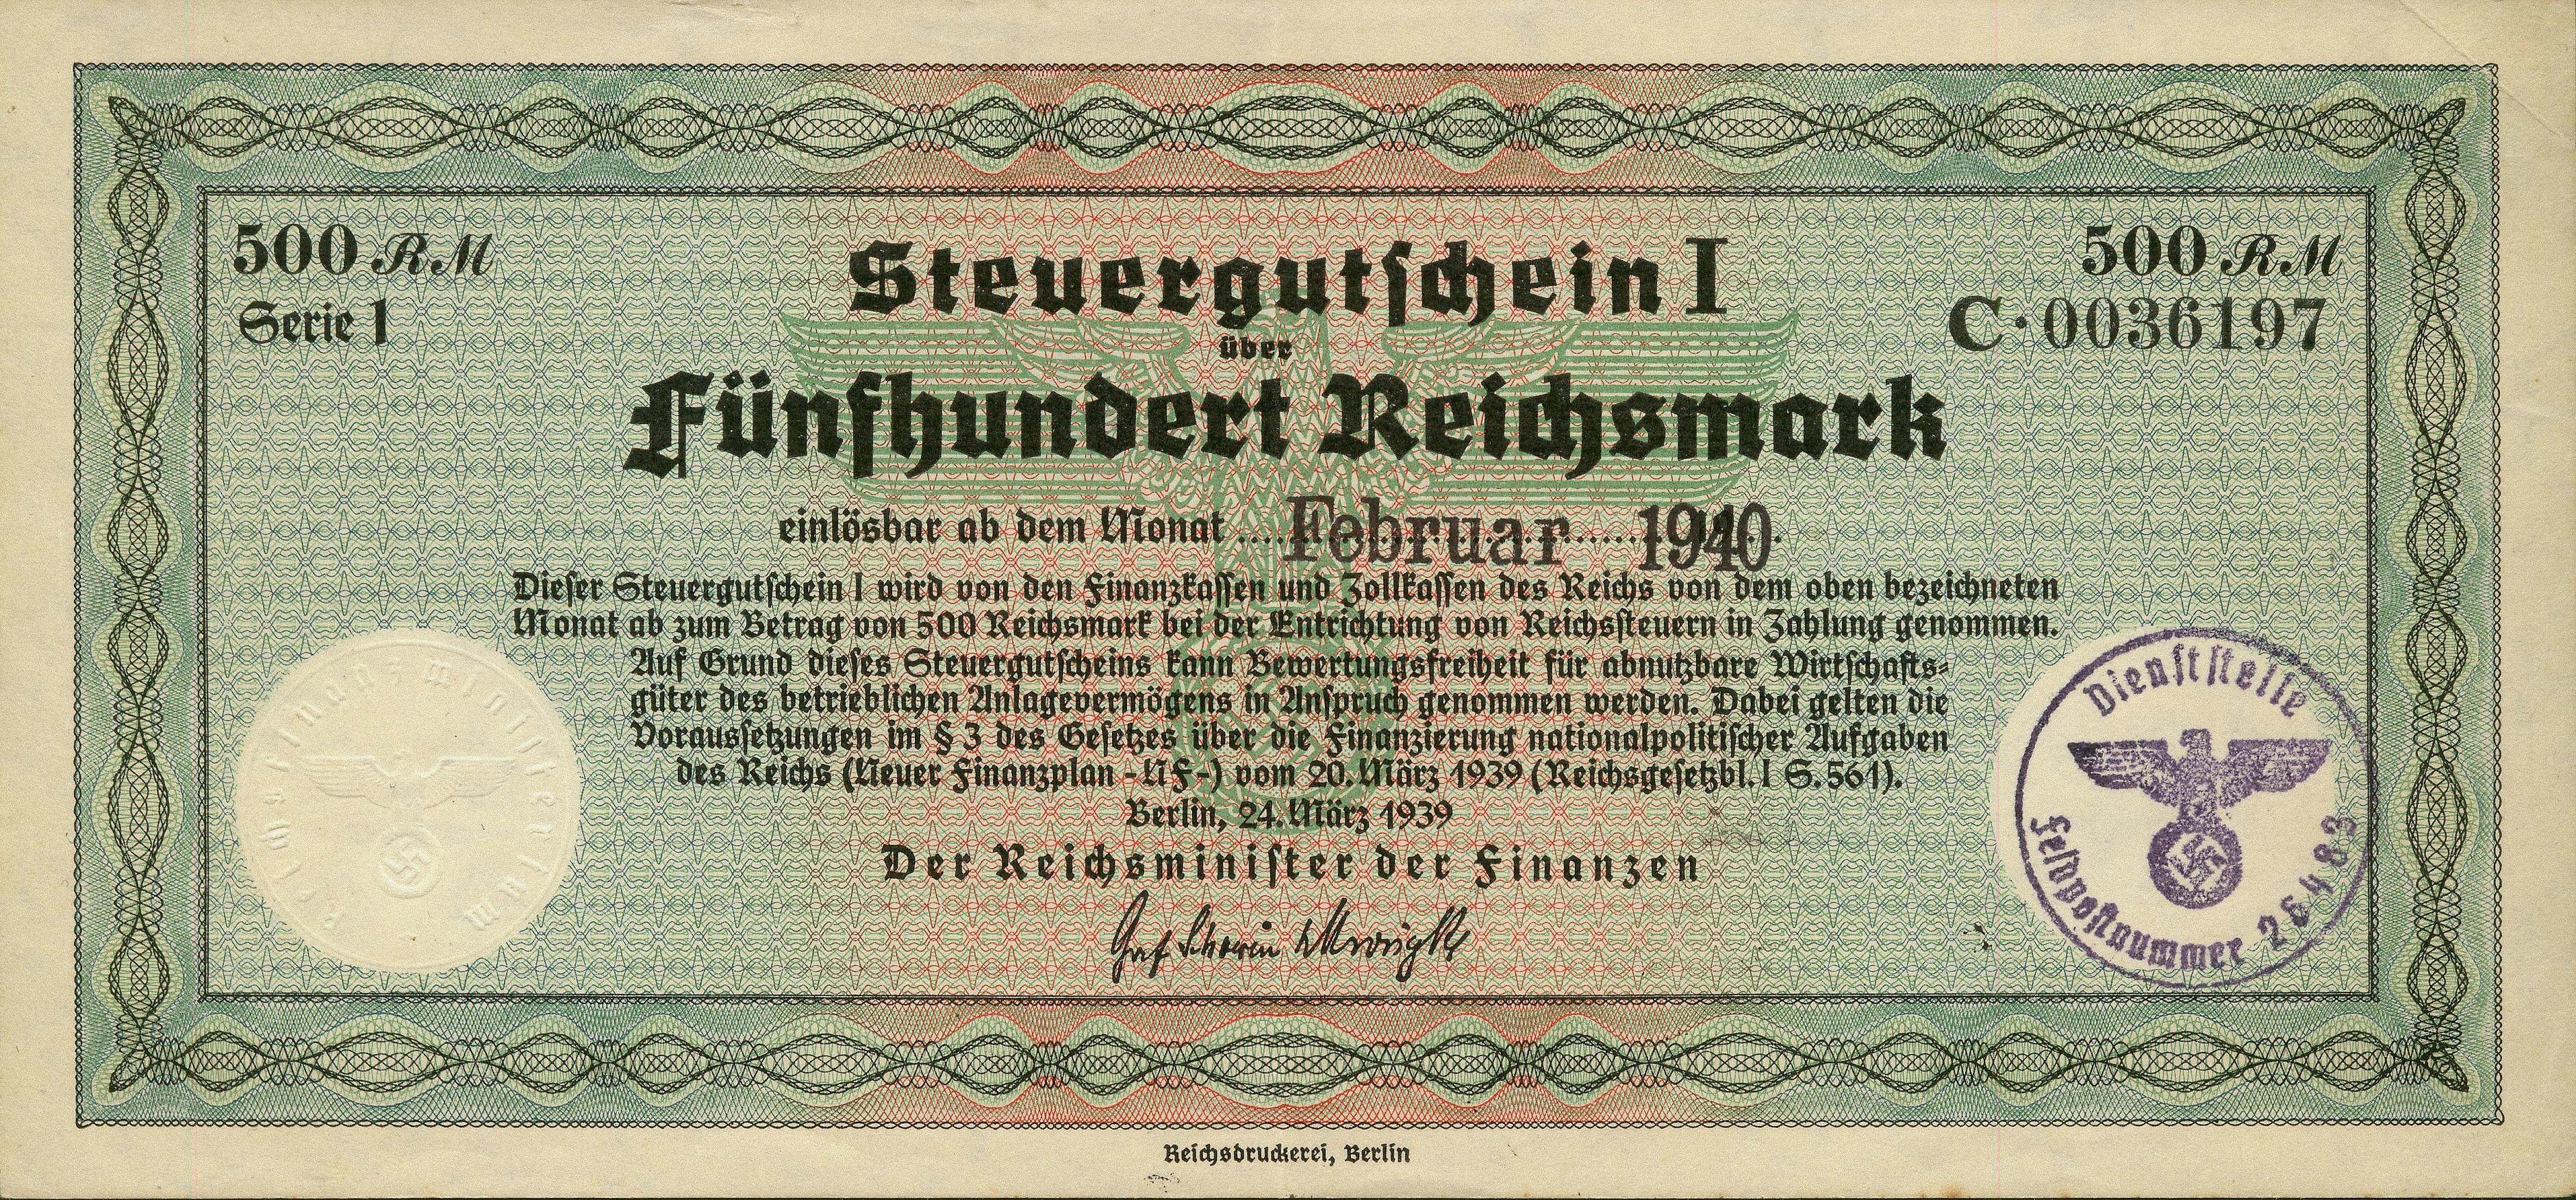 500 RM
Serie I
Steuergutschein I
500 RM
C·0036197
über
Fünfhundert Reichsmark
einlösbar ab dem Monat Februar 1940
Dieser Steuergutschein I wird von den Finanzkassen und Zollkassen des Reichs von dem oben bezeichneten
Monat ab zum Betrag von 500 Reichsmark bei der Entrichtung von Reichssteuern in Zahlung genommen.
Auf Grund dieses Steuergutscheins kann Bewertungsfreiheit für abnutzbare Wirtschafts-
güter des betrieblichen Anlagevermögens in Anspruch genommen werden. Dabei gelten die
Voraussetzungen im § 3 des Gesetzes über die Finanzierung nationalpolitischer Aufgaben
des Reichs (Neuer Finanzplan - NF -) vom 20. März 1939 (Reichsgesetzbl. I S. 561).
Berlin, 24. März 1939
Der Reichsminister der Finanzen
Graf Schwerin von Krosigk
Reichsfinanzministerium
Dienststelle
Feldpostnummer 26483
Reichsdruckerei, Berlin